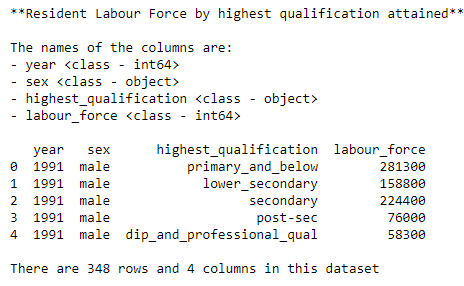 **Resident Labour Force by highest qualification attained**
The names of the columns are:
- year <class - int64>
- sex <class - object>
- highest_qualification <class - object>
- labour_force <class - int64>
year sex highest_qualification labour_force
0 1991 male primary_and_below 281300
1 1991 male lower_secondary 158800
2 1991 male secondary 224400
3 1991 male post-sec 76000
4 1991 male dip_and_professional_qual 58300
There are 348 rows and 4 columns in this dataset